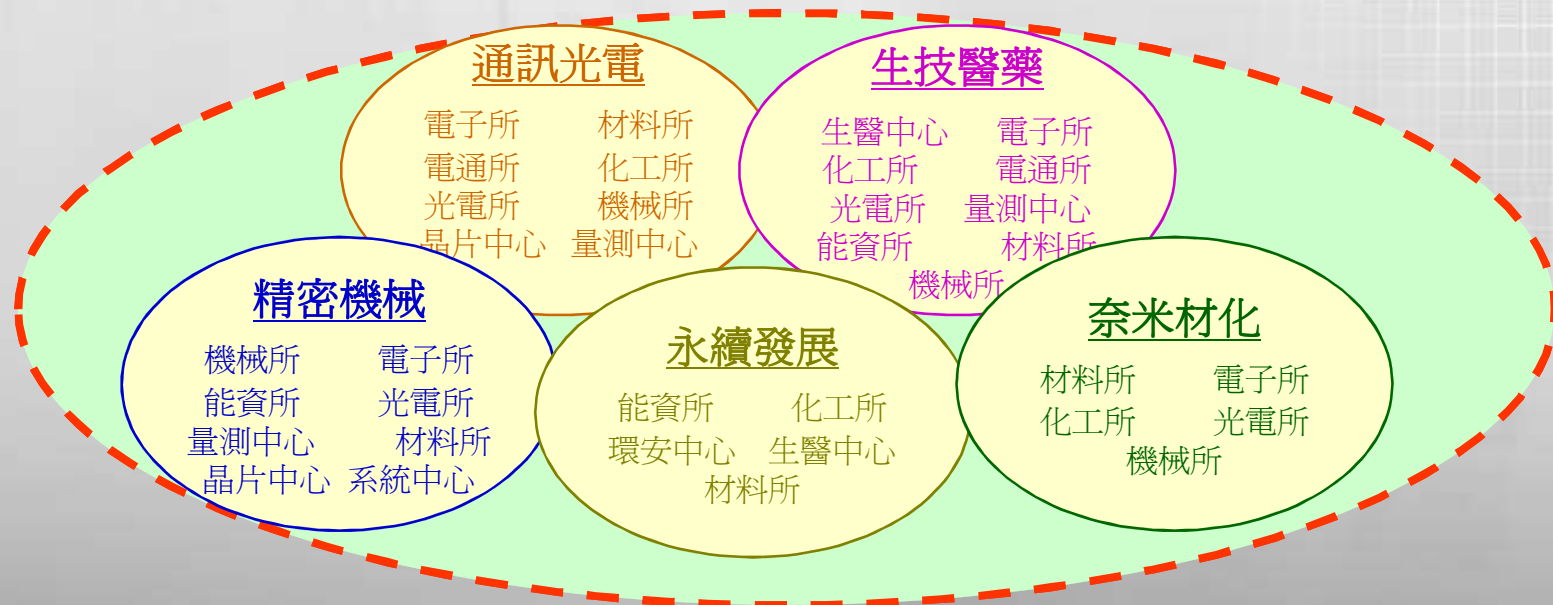 通訊光電
電子所 材料所
電通所 化工所
光電所 機械所
晶片中心 量測中心
生技醫藥
生醫中心 電子所
化工所 電通所
光電所 量測中心
能資所 材料所
機械所
精密機械
機械所 電子所
能資所 光電所
量測中心 材料所
晶片中心 系統中心
永續發展
能資所 化工所
環安中心 生醫中心
材料所
奈米材化
材料所 電子所
化工所 光電所
機械所